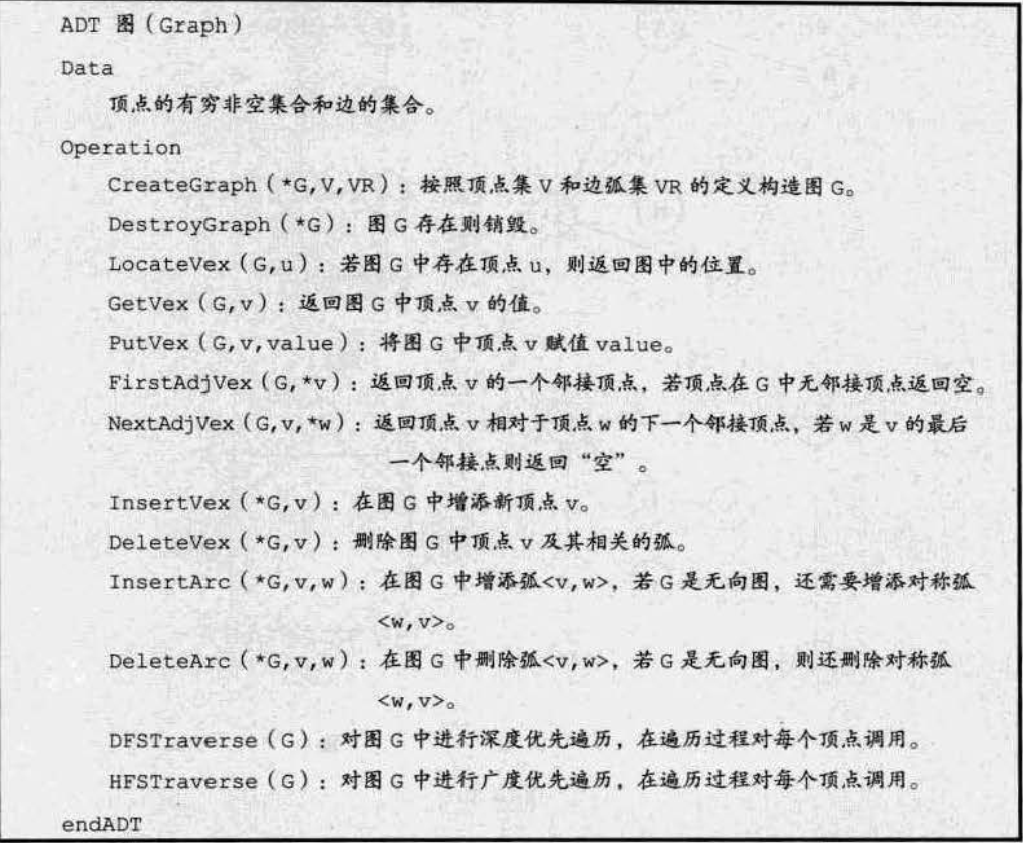 ADT 图（Graph）
Data
顶点的有穷非空集合和边的集合。
Operation
CreateGraph（*G,V,VR）：按照顶点集 V 和边弧集 VR 的定义构造图 G。
DestroyGraph（*G）：图 G 存在则销毁。
LocateVex（G,u）：若图 G 中存在顶点 u，则返回图中的位置。
GetVex（G,v）：返回图 G 中顶点 v 的值。
PutVex（G,v,value）：将图 G 中顶点 v 赋值 value。
FirstAdjVex（G,*v）：返回顶点 v 的一个邻接顶点，若顶点在 G 中无邻接顶点返回空。
NextAdjVex（G,v,*w）：返回顶点 v 相对于顶点 w 的下一个邻接顶点，若 w 是 v 的最后
一个邻接点则返回“空”。
InsertVex（*G,v）：在图 G 中增添新顶点 v。
DeleteVex（*G,v）：删除图 G 中顶点 v 及其相关的弧。
InsertArc（*G,v,w）：在图 G 中增添弧<v,w>，若 G 是无向图，还需要增添对称弧
<w,v>。
DeleteArc（*G,v,w）：在图 G 中删除弧<v,w>，若 G 是无向图，则还删除对称弧
<w,v>。
DFSTraverse（G）：对图 G 中进行深度优先遍历，在遍历过程对每个顶点调用。
HFSTraverse（G）：对图 G 中进行广度优先遍历，在遍历过程对每个顶点调用。
endADT